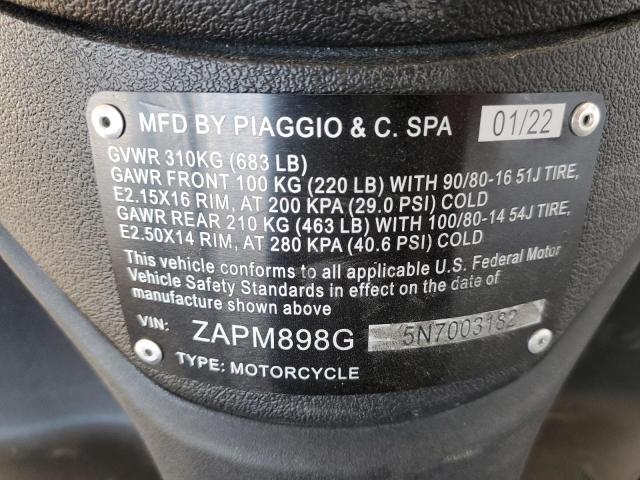 MFD BY PIAGGIO & C. SPA 01/22
GVWR 310KG (683 LB)
GAWR FRONT 100 KG (220 LB) WITH 90/80-16 51J TIRE,
E2.15X16 RIM, AT 200 KPA (29.0 PSI) COLD
GAWR REAR 210 KG (463 LB) WITH 100/80-14 54J TIRE,
E2.50X14 RIM, AT 280 KPA (40.6 PSI) COLD
This vehicle conforms to all applicable U.S. Federal Motor
Vehicle Safety Standards in effect on the date of
manufacture shown above
VIN: ZAPM898G 5N7003182
TYPE: MOTORCYCLE